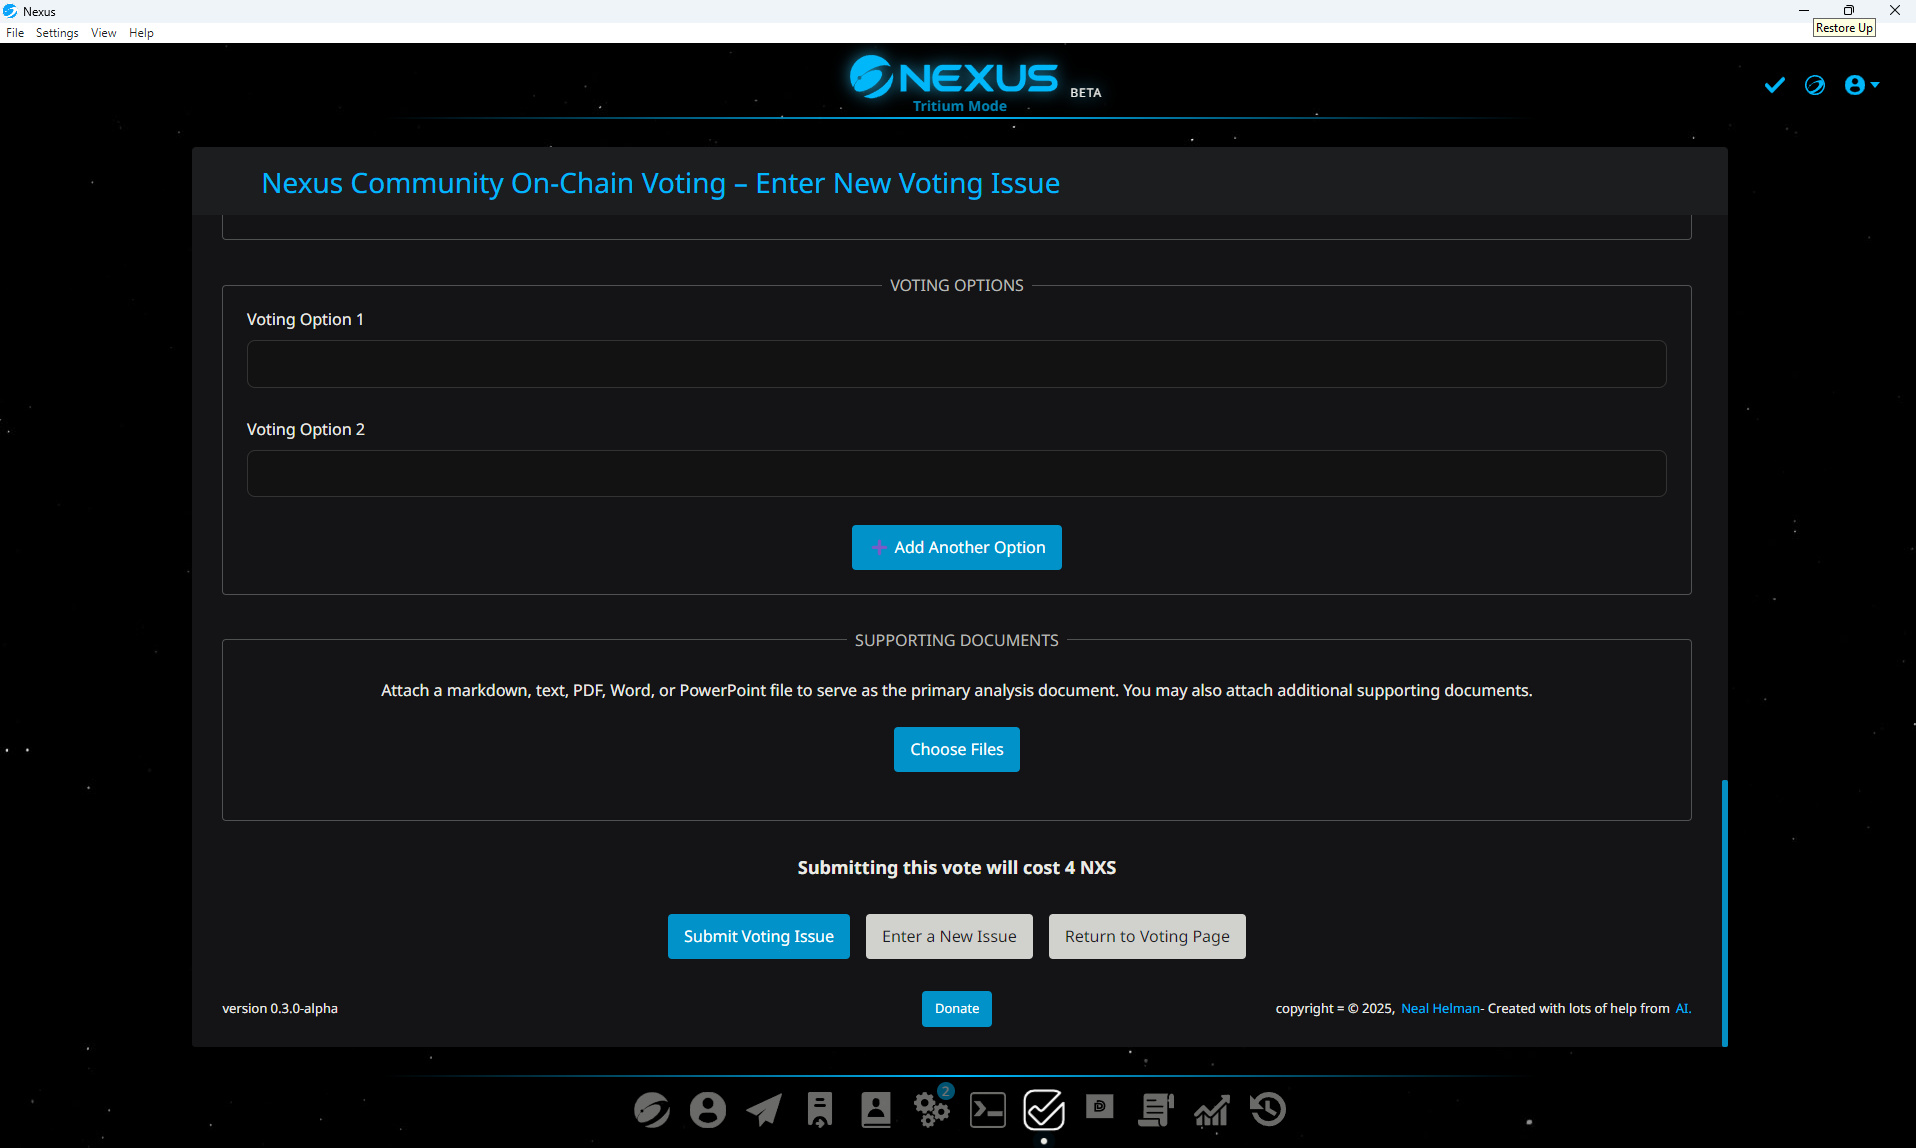 Nexus
File Settings View Help
Restore Up
NEXUS
BETA
Tritium Mode
Nexus Community On-Chain Voting – Enter New Voting Issue
VOTING OPTIONS
Voting Option 1
Voting Option 2
Add Another Option
SUPPORTING DOCUMENTS
Attach a markdown, text, PDF, Word, or PowerPoint file to serve as the primary analysis document. You may also attach additional supporting documents.
Choose Files
Submitting this vote will cost 4 NXS
Submit Voting Issue
Enter a New Issue
Return to Voting Page
version 0.3.0-alpha
Donate
copyright = © 2025, Neal Helman- Created with lots of help from AI.
2
D